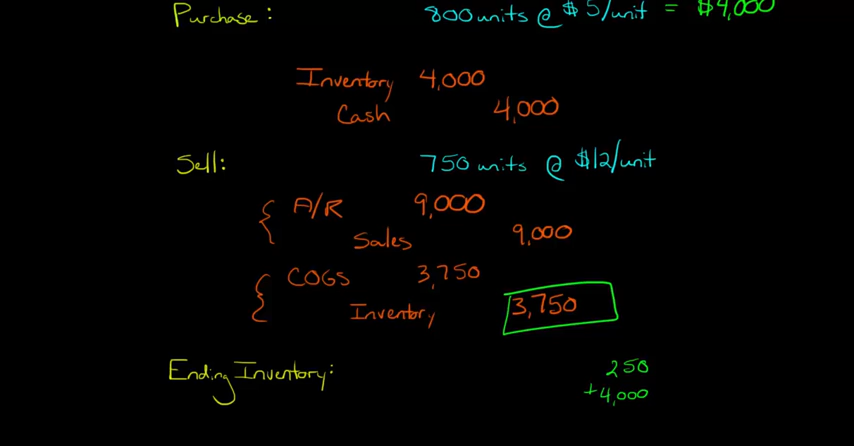 Purchase: 800 units @ $5/unit = $4,000
Inventory 4,000
Cash 4,000
Sell: 750 units @ $12/unit
{ A/R 9,000
Sales 9,000
{ COGS 3,750
Inventory 3,750
Ending Inventory: 250
+4,000